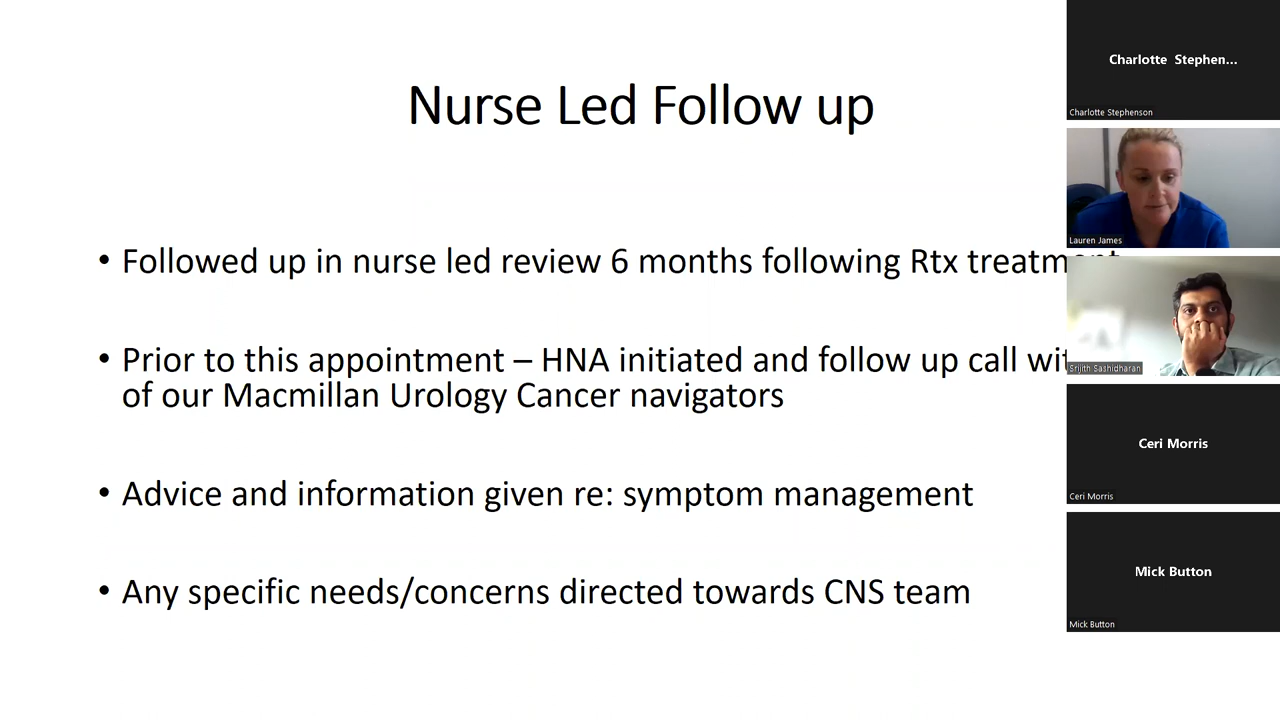 Nurse Led Follow up
• Followed up in nurse led review 6 months following Rtx treatment
• Prior to this appointment – HNA initiated and follow up call
of our Macmillan Urology Cancer navigators
• Advice and information given re: symptom management
• Any specific needs/concerns directed towards CNS team
Charlotte Stephen...
Charlotte Stephenson
Lauren James
Srijith Sashidharan
Ceri Morris
Ceri Morris
Mick Button
Mick Button